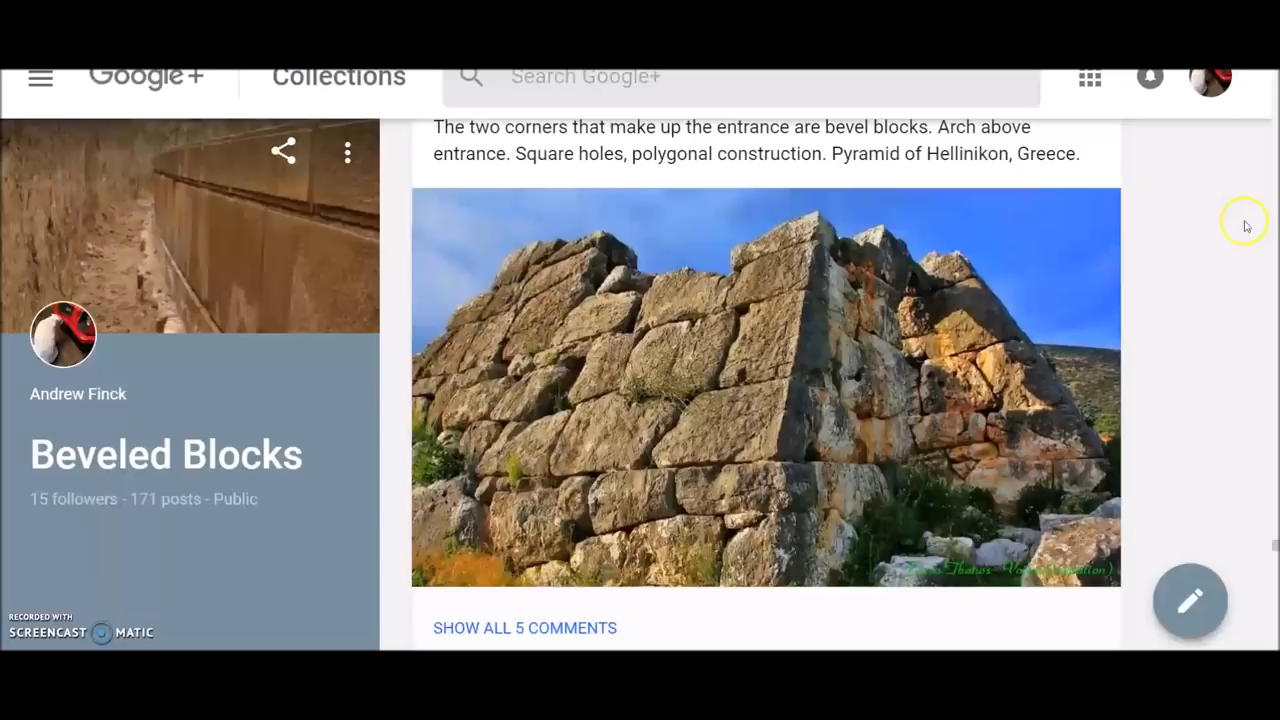 Google+
Collections
Search Google+
The two corners that make up the entrance are bevel blocks. Arch above
entrance. Square holes, polygonal construction. Pyramid of Hellinikon, Greece.
Andrew Finck
Beveled Blocks
15 followers - 171 posts - Public
RECORDED WITH
SCREENCAST MATIC
SHOW ALL 5 COMMENTS